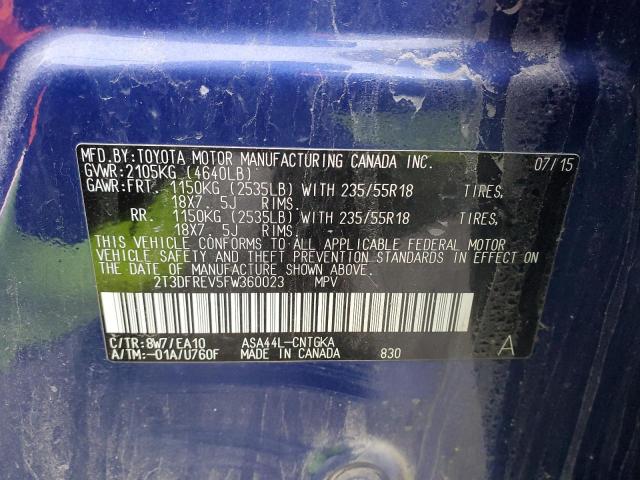 MFD.BY:TOYOTA MOTOR MANUFACTURING CANADA INC. 07/15
GVWR:2105KG (4640LB)
GAWR:FRT. 1150KG (2535LB) WITH 235/55R18 TIRES,
18X7. 5J RIMS.
RR. 1150KG (2535LB) WITH 235/55R18 TIRES,
18X7. 5J RIMS.
THIS VEHICLE CONFORMS TO ALL APPLICABLE FEDERAL MOTOR
VEHICLE SAFETY AND THEFT PREVENTION STANDARDS IN EFFECT ON
THE DATE OF MANUFACTURE SHOWN ABOVE.
2T3DFREV5FW360023 MPV
C/TR:8W7/EA10 ASA44L-CNTGKA
A/TM:-01A/U760F MADE IN CANADA 830 A